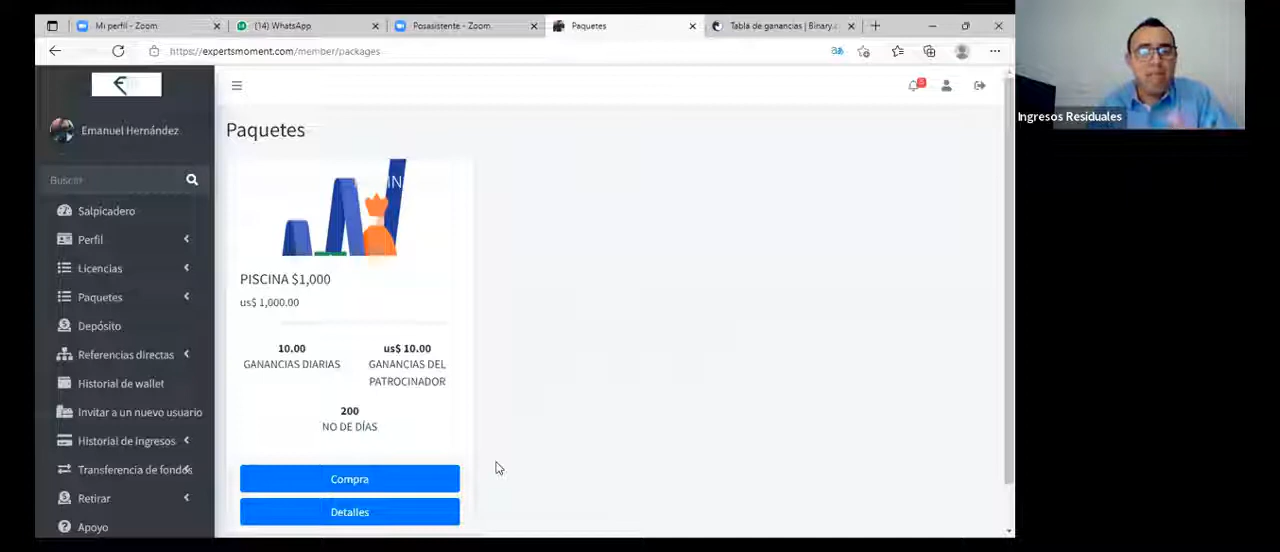 Mi perfil - Zoom
(14) WhatsApp
Posasistente - Zoom
Paquetes
Tabla de ganancias | Binary.c
https://expertsmoment.com/member/packages
Ingresos Residuales
Emanuel Hernández
Paquetes
Buscar
Salpicadero
Perfil
Licencias
Paquetes
Depósito
Referencias directas
Historial de wallet
Invitar a un nuevo usuario
Historial de ingresos
Transferencia de fondos
Retirar
Apoyo
PISCINA $1,000
us$ 1,000.00
10.00
GANANCIAS DIARIAS
us$ 10.00
GANANCIAS DEL
PATROCINADOR
200
NO DE DÍAS
Compra
Detalles